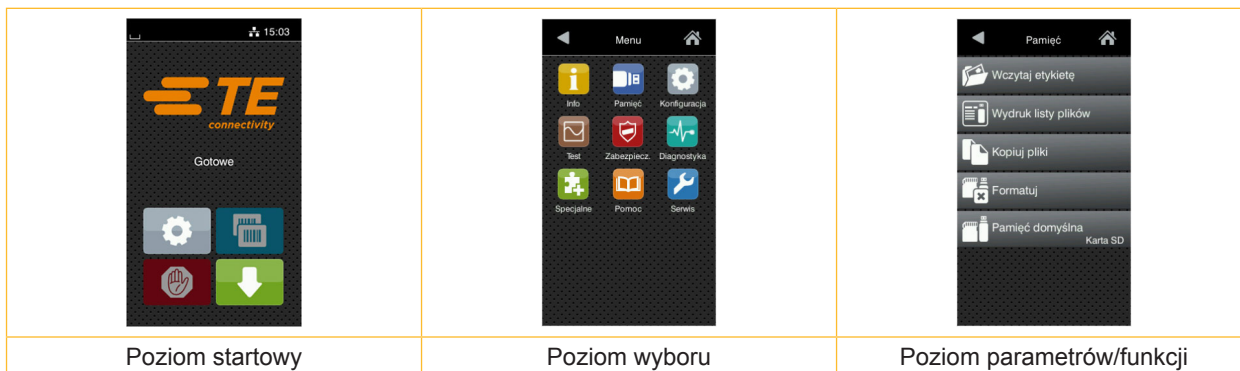 15:03
TE
connectivity
Gotowe
Menu
Info Pamięć Konfiguracja
Test Zabezpiecz. Diagnostyka
Specjalne Pomoc Serwis
Pamięć
Wczytaj etykietę
Wydruk listy plików
Kopiuj pliki
Formatuj
Pamięć domyślna
Karta SD
Poziom startowy
Poziom wyboru
Poziom parametrów/funkcji